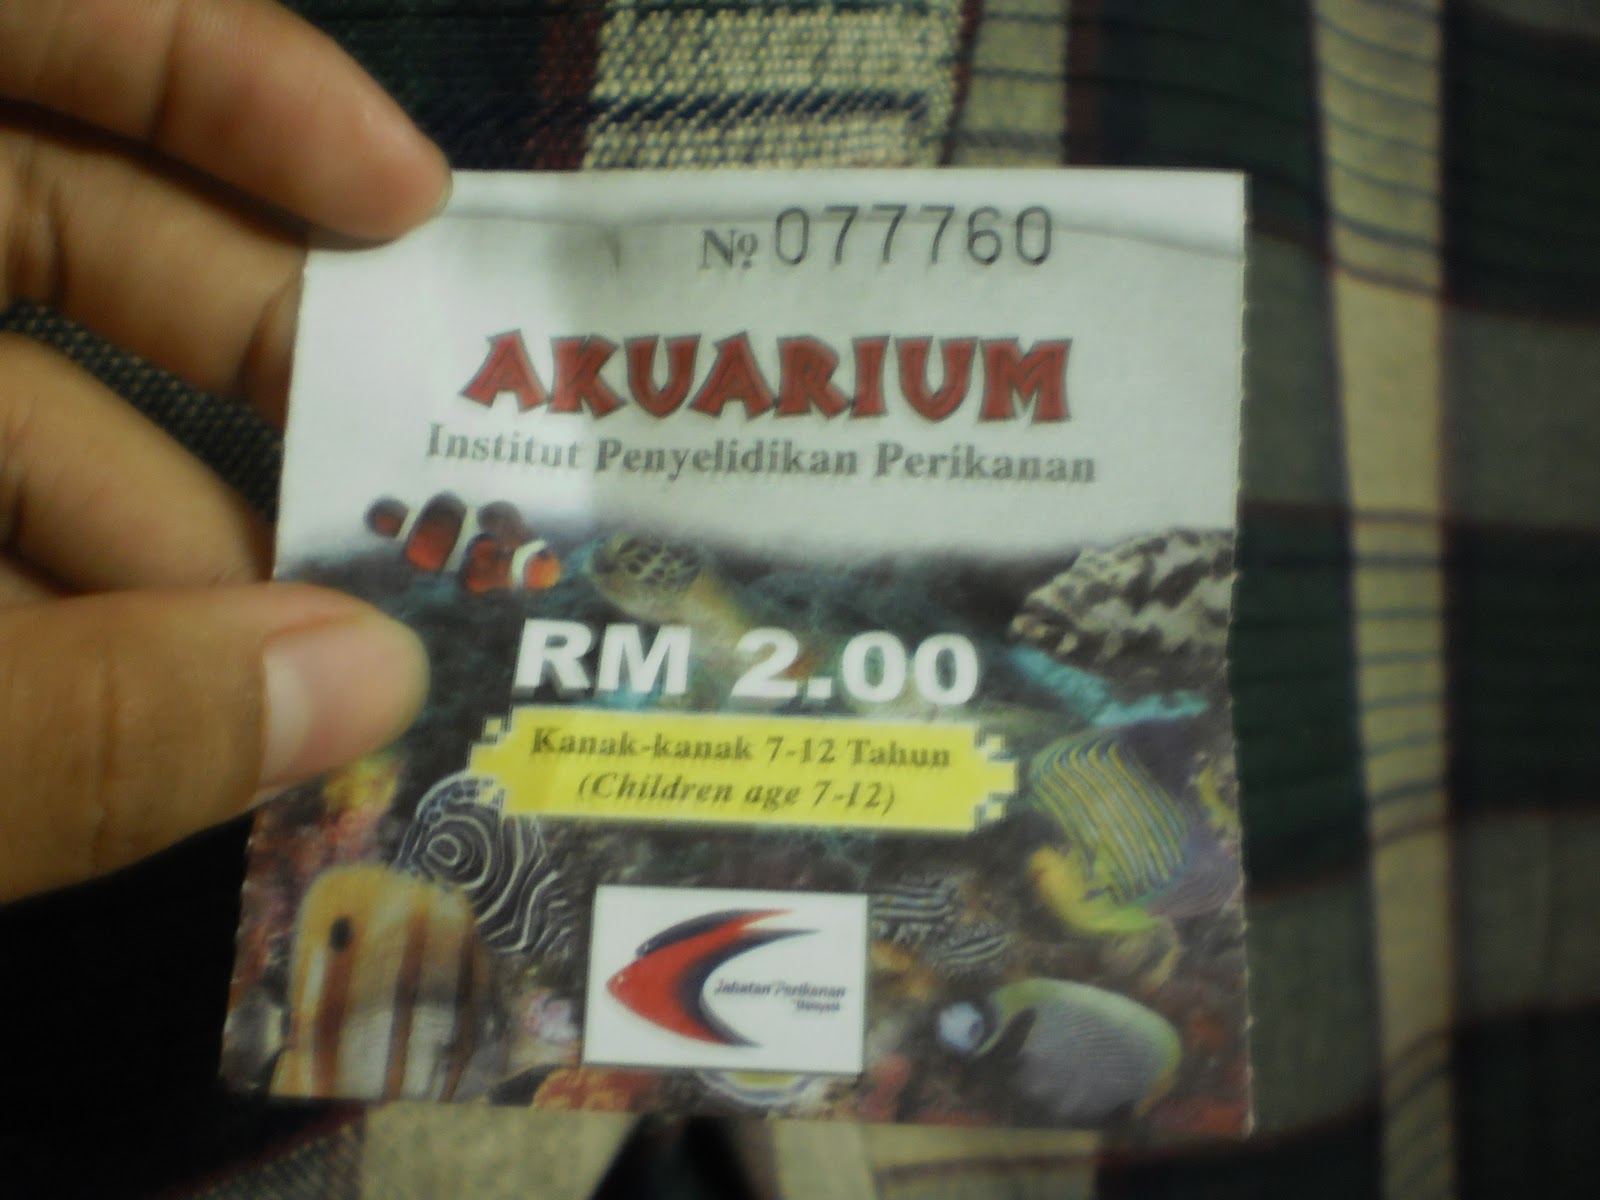 № 077760
AKUARIUM
Institut Penyelidikan Perikanan
RM 2.00
Kanak-kanak 7-12 Tahun
(Children age 7-12)
Jabatan Perikanan